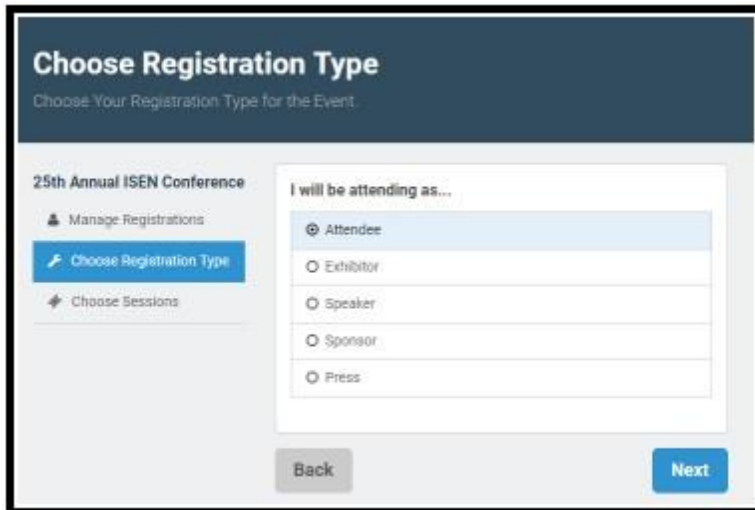 Choose Registration Type
Choose Your Registration Type for the Event.
25th Annual ISEN Conference
Manage Registrations
Choose Registration Type
Choose Sessions
I will be attending as...
Attendee
Exhibitor
Speaker
Sponsor
Press
Back
Next